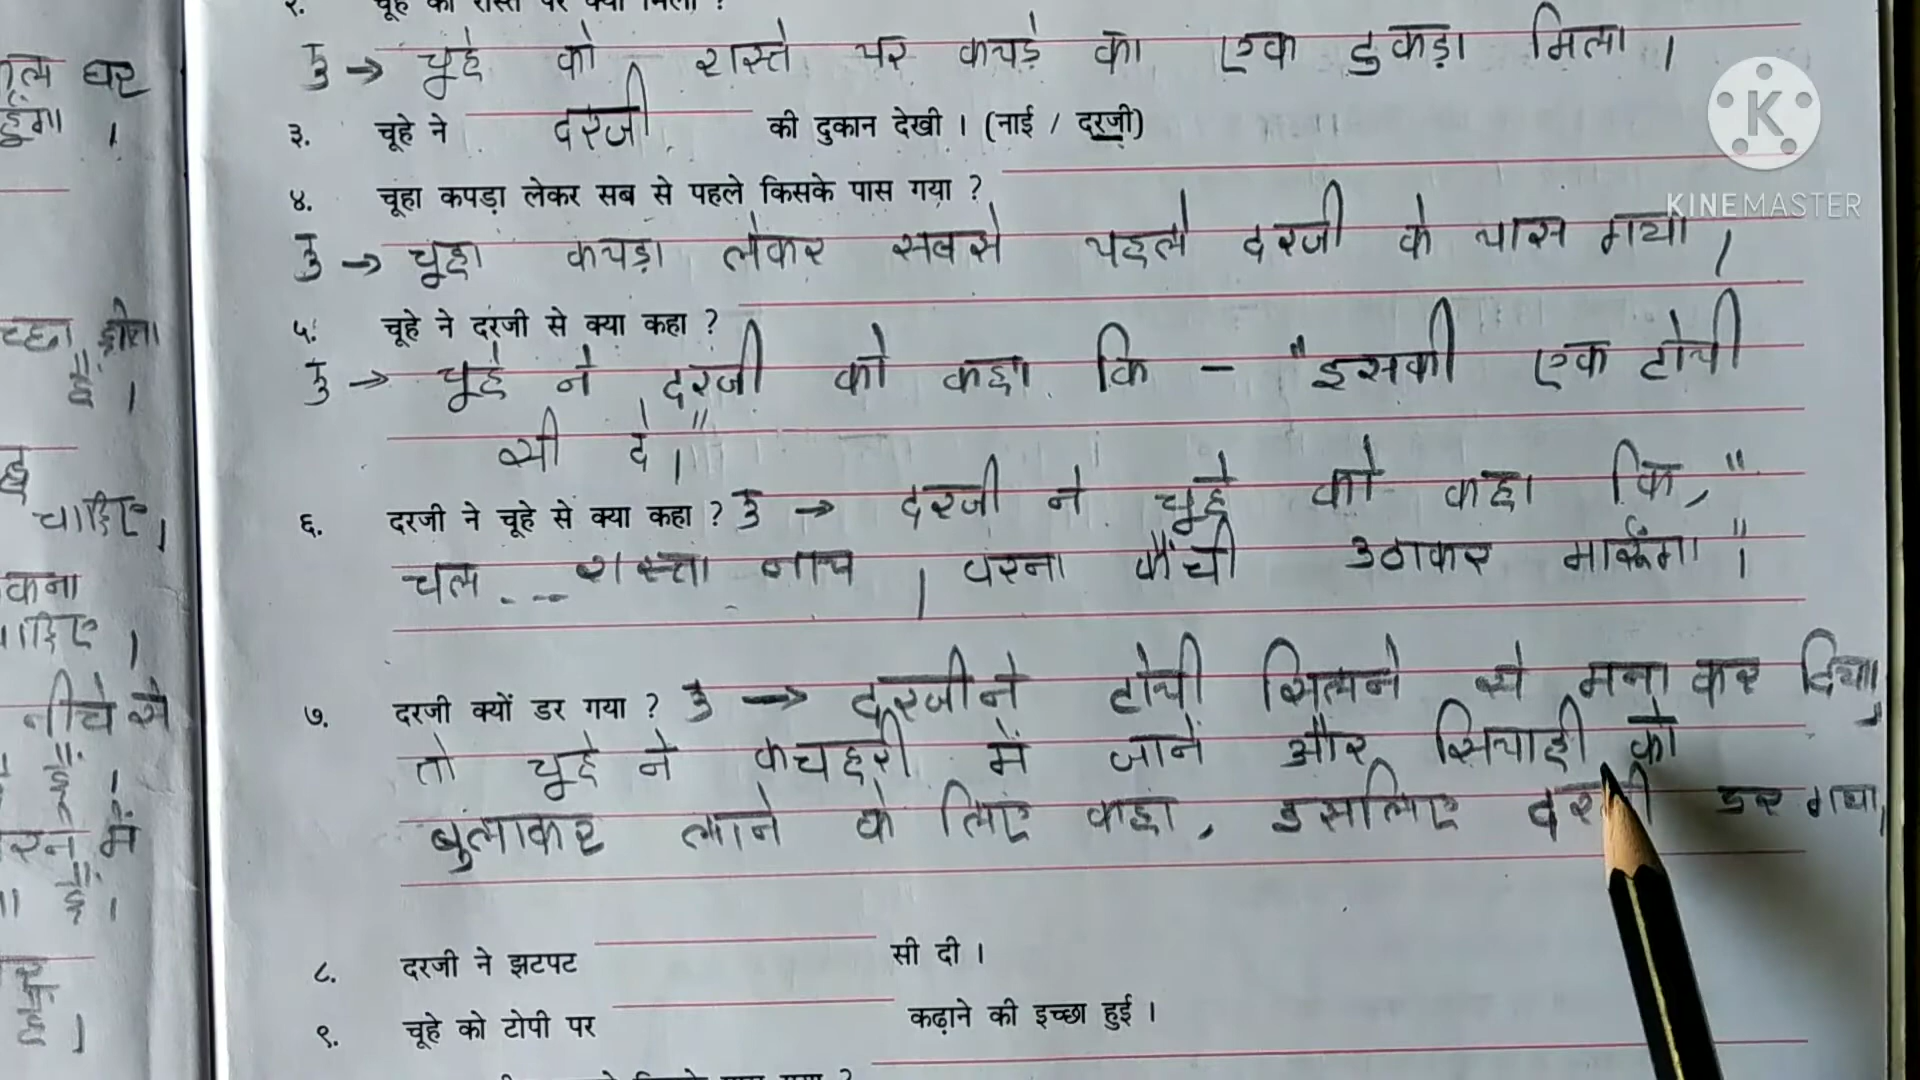 २. चूहे को रास्ते पर क्या मिला ?
उ → चूहे को रास्ते पर कपड़े का एक टुकड़ा मिला ।
३. चूहे ने दरजी की दुकान देखी । (नाई / दरजी)
४. चूहा कपड़ा लेकर सब से पहले किसके पास गया ?
उ → चूहा कपड़ा लेकर सबसे पहले दरजी के पास गया ।
५. चूहे ने दरजी से क्या कहा ?
उ → चूहे ने दरजी को कहा कि - "इसकी एक टोपी
सी दे ।"
६. दरजी ने चूहे से क्या कहा ? उ → दरजी ने चूहे को कहा कि, "
चल ... रास्ता नाप । वरना कैंची उठाकर मारूँगा "।
७. दरजी क्यों डर गया ? उ → दरजीने टोपी सिलने से मना कर दिया,
तो चूहे ने कचहरी में जाने और सिपाही को
बुलाकर लाने के लिए कहा, इसलिए दरजी डर गया,
८. दरजी ने झटपट सी दी ।
९. चूहे को टोपी पर कढ़ाने की इच्छा हुई ।
घर
।
होता
है ।
चाहिए ।
नीचे से
है ।
में
है ।
है ।
K
KINEMASTER